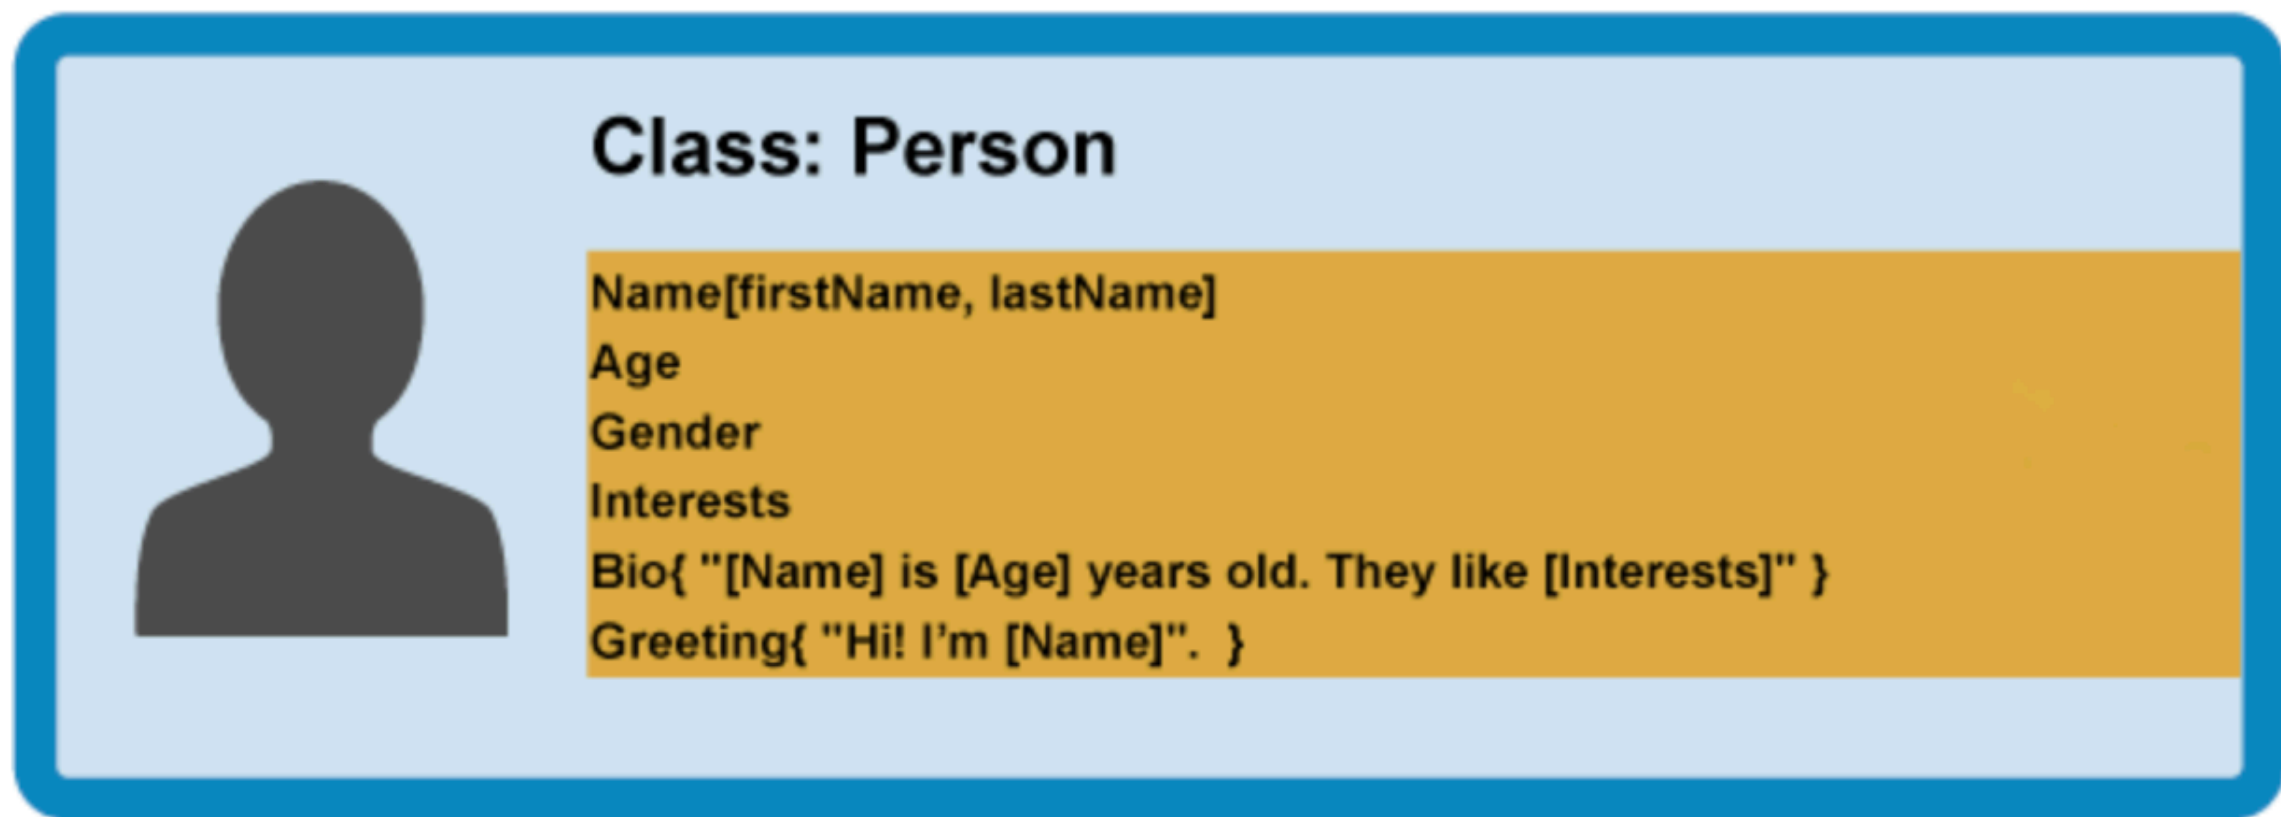 Class: Person
Name[firstName, lastName]
Age
Gender
Interests
Bio{ "[Name] is [Age] years old. They like [Interests]" }
Greeting{ "Hi! I’m [Name]".  }